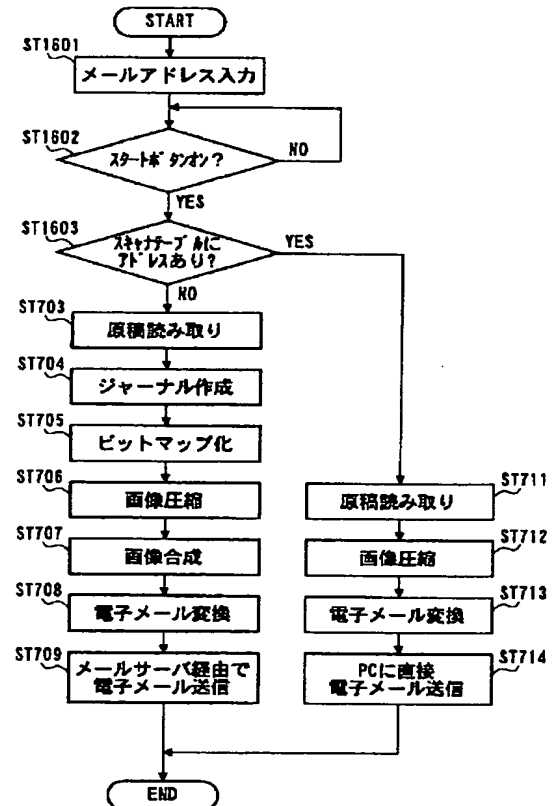 START
ST1601
メールアドレス入力
ST1602
スタートボタンオン?
NO
YES
ST1603
スキャナテーブルに
アドレスあり?
YES
NO
ST703
原稿読み取り
ST704
ジャーナル作成
ST705
ビットマップ化
ST706
画像圧縮
ST707
画像合成
ST708
電子メール変換
ST709
メールサーバ経由で
電子メール送信
ST711
原稿読み取り
ST712
画像圧縮
ST713
電子メール変換
ST714
PCに直接
電子メール送信
END